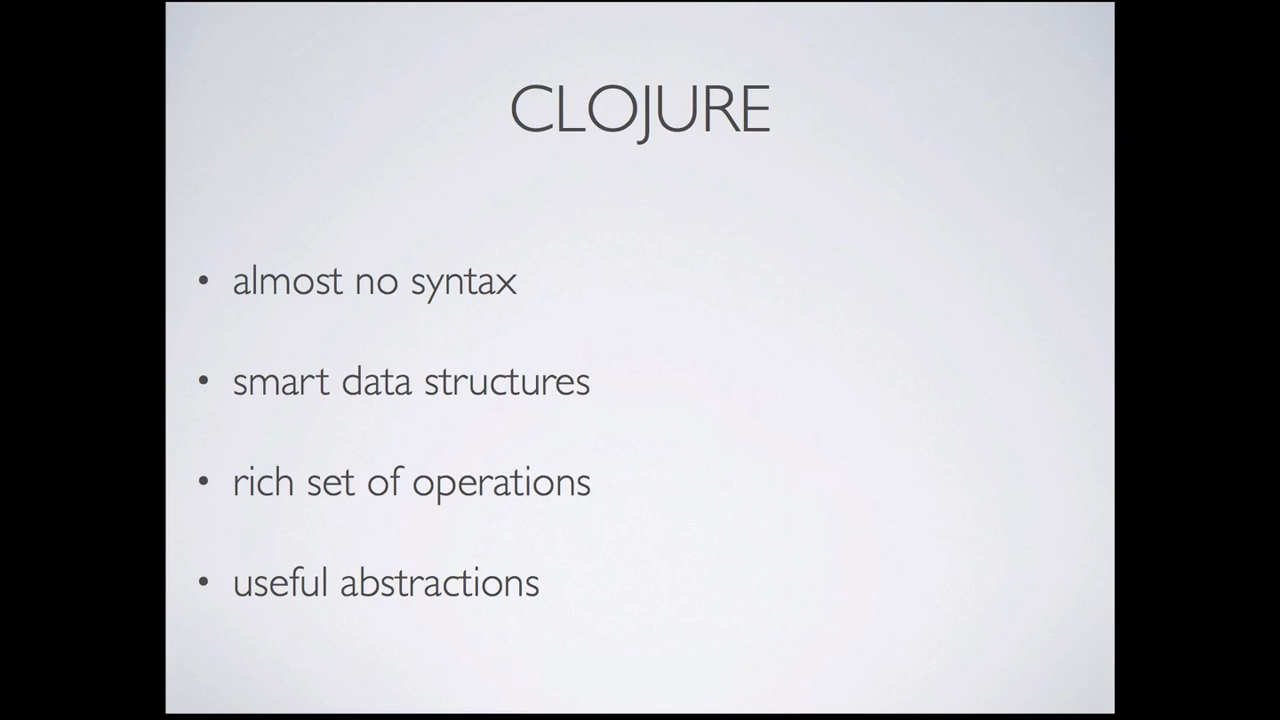 CLOJURE
• almost no syntax
• smart data structures
• rich set of operations
• useful abstractions